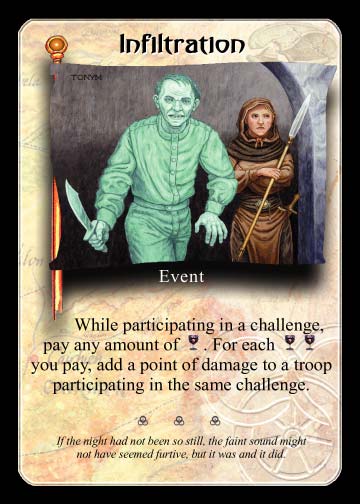 Infiltration
TONYM
Event
While participating in a challenge,
pay any amount of . For each
you pay, add a point of damage to a troop
participating in the same challenge.
If the night had not been so still, the faint sound might
not have seemed furtive, but it was and it did.